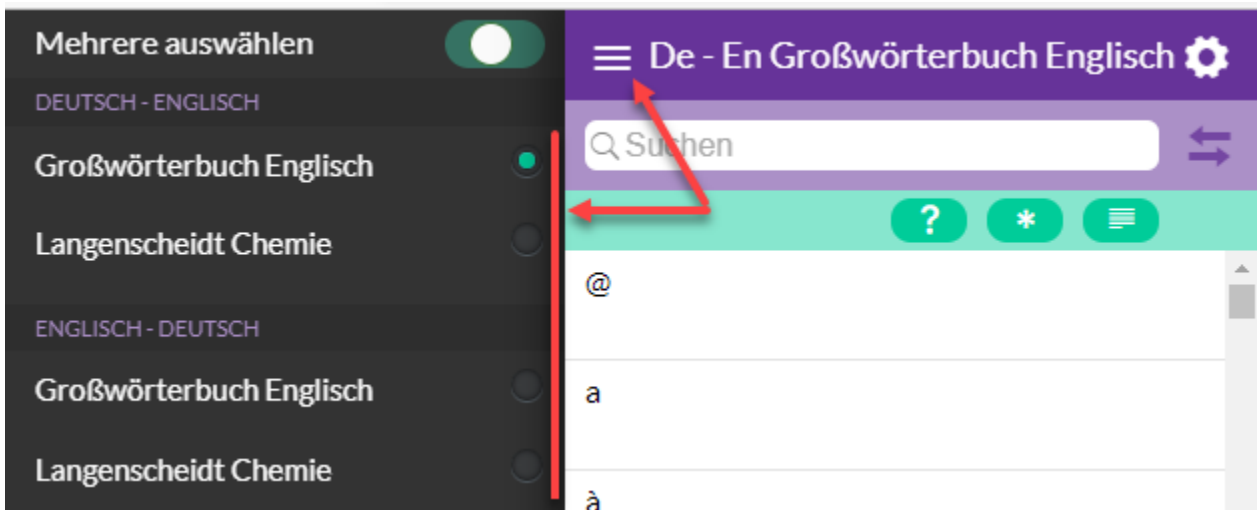 Mehrere auswählen
DEUTSCH - ENGLISCH
Großwörterbuch Englisch
Langenscheidt Chemie
ENGLISCH - DEUTSCH
Großwörterbuch Englisch
Langenscheidt Chemie
De - En Großwörterbuch Englisch
Suchen
? *
@
a
à